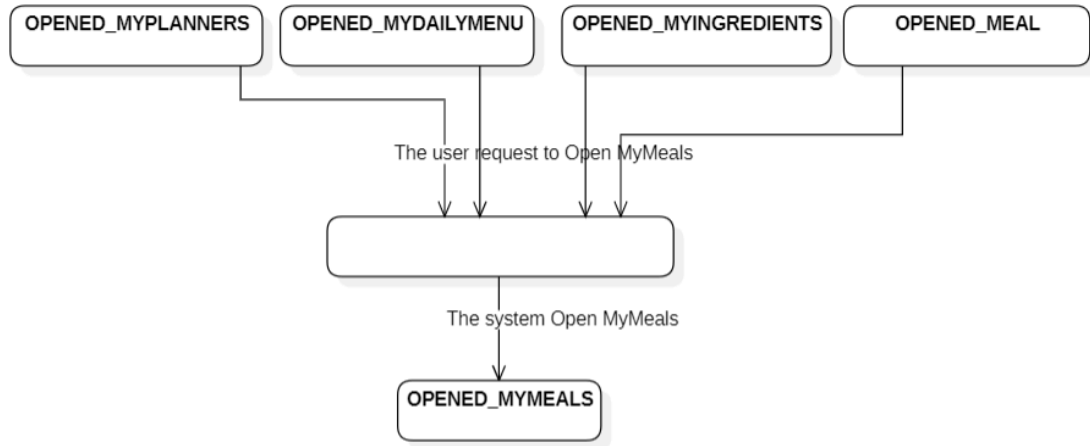 OPENED_MYPLANNERS
OPENED_MYDAILYMENU
OPENED_MYINGREDIENTS
OPENED_MEAL
The user request to Open MyMeals
The system Open MyMeals
OPENED_MYMEALS